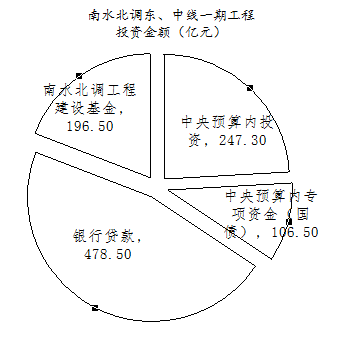 南水北调东、中线一期工程
投资金额（亿元）
南水北调工程
建设基金，
196.50
中央预算内投
资，247.30
中央预算内专
项资金（国
债），106.50
银行贷款，
478.50